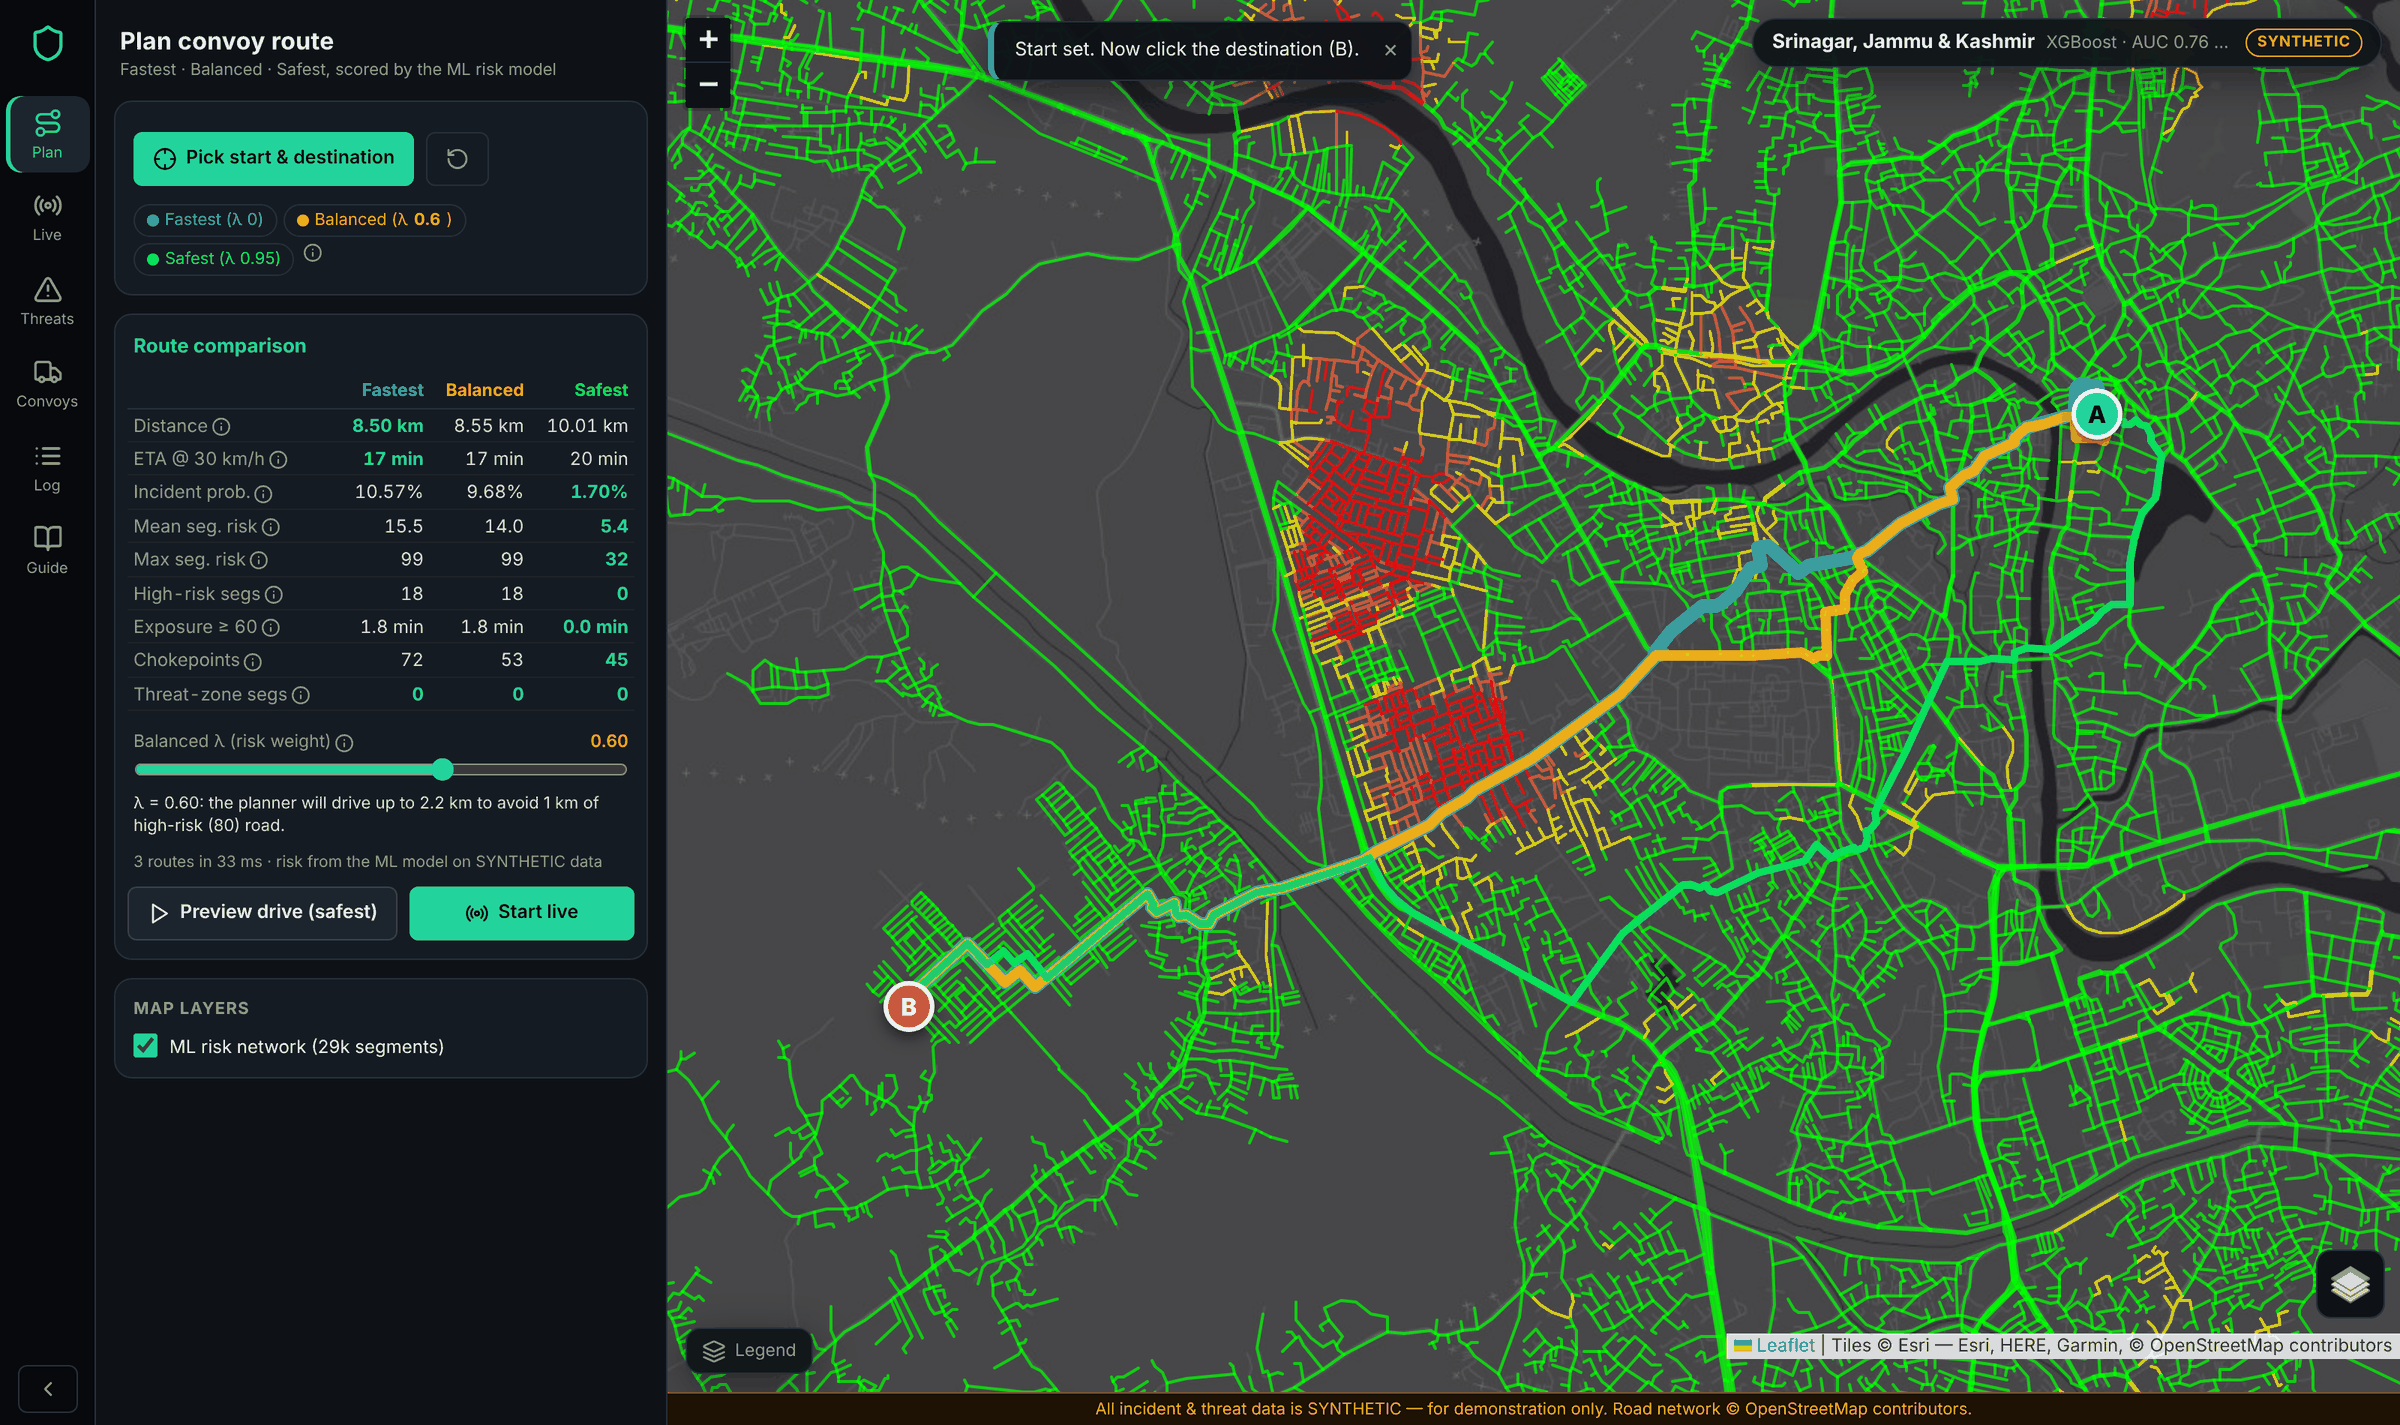 Plan convoy route
Fastest · Balanced · Safest, scored by the ML risk model
Plan
Live
Threats
Convoys
Log
Guide
Pick start & destination
Fastest (λ 0)
Balanced (λ 0.6 )
Safest (λ 0.95)
Route comparison
Fastest Balanced Safest
Distance 8.50 km 8.55 km 10.01 km
ETA @ 30 km/h 17 min 17 min 20 min
Incident prob. 10.57% 9.68% 1.70%
Mean seg. risk 15.5 14.0 5.4
Max seg. risk 99 99 32
High-risk segs 18 18 0
Exposure ≥ 60 1.8 min 1.8 min 0.0 min
Chokepoints 72 53 45
Threat-zone segs 0 0 0
Balanced λ (risk weight) 0.60
λ = 0.60: the planner will drive up to 2.2 km to avoid 1 km of
high-risk (80) road.
3 routes in 33 ms · risk from the ML model on SYNTHETIC data
Preview drive (safest)
Start live
MAP LAYERS
ML risk network (29k segments)
+
−
Start set. Now click the destination (B). ×
Srinagar, Jammu & Kashmir XGBoost · AUC 0.76 ... SYNTHETIC
A
B
Legend
Leaflet | Tiles © Esri — Esri, HERE, Garmin, © OpenStreetMap contributors
All incident & threat data is SYNTHETIC — for demonstration only. Road network © OpenStreetMap contributors.